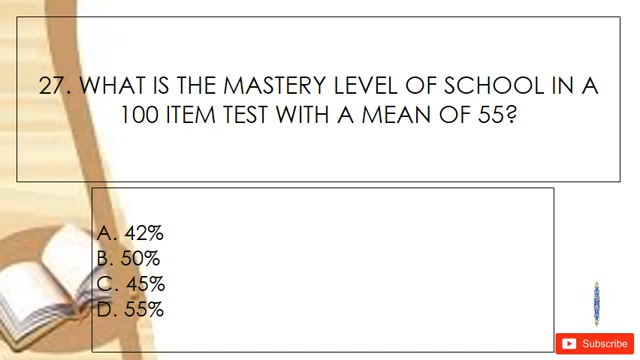 27. WHAT IS THE MASTERY LEVEL OF SCHOOL IN A
100 ITEM TEST WITH A MEAN OF 55?
A. 42%
B. 50%
C. 45%
D. 55%
Subscribe